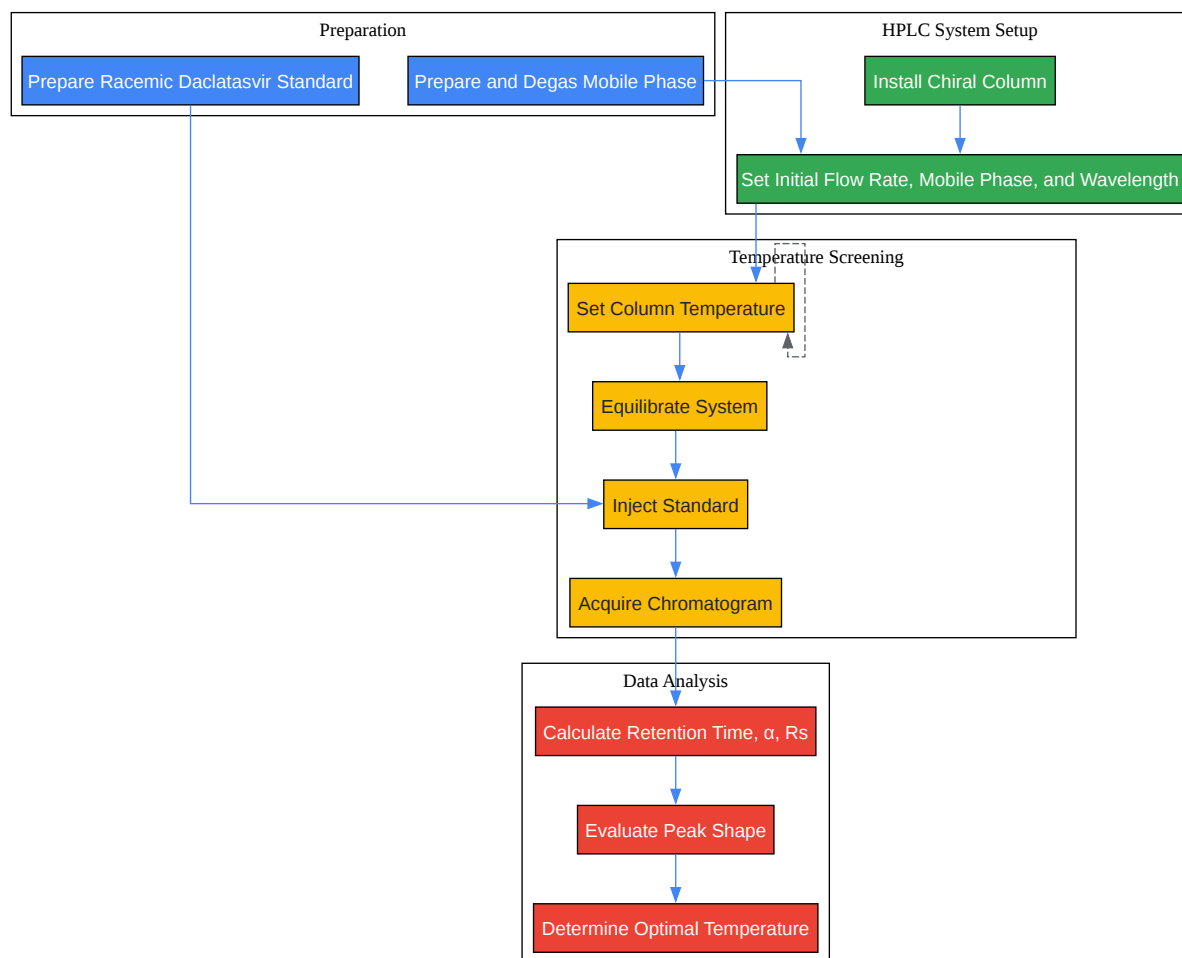 Preparation
Prepare Racemic Daclatasvir Standard
Prepare and Degas Mobile Phase
HPLC System Setup
Install Chiral Column
Set Initial Flow Rate, Mobile Phase, and Wavelength
Temperature Screening
Set Column Temperature
Equilibrate System
Inject Standard
Acquire Chromatogram
Data Analysis
Calculate Retention Time, α, Rs
Evaluate Peak Shape
Determine Optimal Temperature